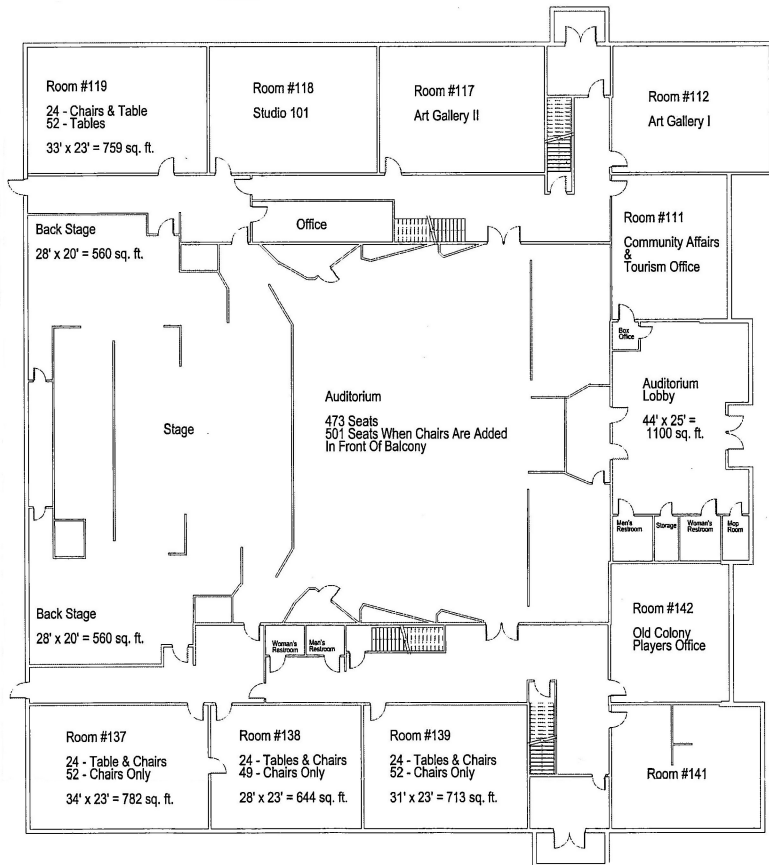 Room #119
24 - Chairs & Table
52 - Tables
33' x 23' = 759 sq. ft.
Room #118
Studio 101
Room #117
Art Gallery II
Room #112
Art Gallery I
Back Stage
28' x 20' = 560 sq. ft.
Office
Room #111
Community Affairs
&
Tourism Office
Box
Office
Auditorium
Lobby
44' x 25' =
1100 sq. ft.
Stage
Auditorium
473 Seats
501 Seats When Chairs Are Added
In Front Of Balcony
Men's
Restroom
Storage
Woman's
Restroom
Mop
Room
Back Stage
28' x 20' = 560 sq. ft.
Woman's
Restroom
Men's
Restroom
Room #142
Old Colony
Players Office
Room #137
24 - Table & Chairs
52 - Chairs Only
34' x 23' = 782 sq. ft.
Room #138
24 - Tables & Chairs
49 - Chairs Only
28' x 23' = 644 sq. ft.
Room #139
24 - Tables & Chairs
52 - Chairs Only
31' x 23' = 713 sq. ft.
Room #141